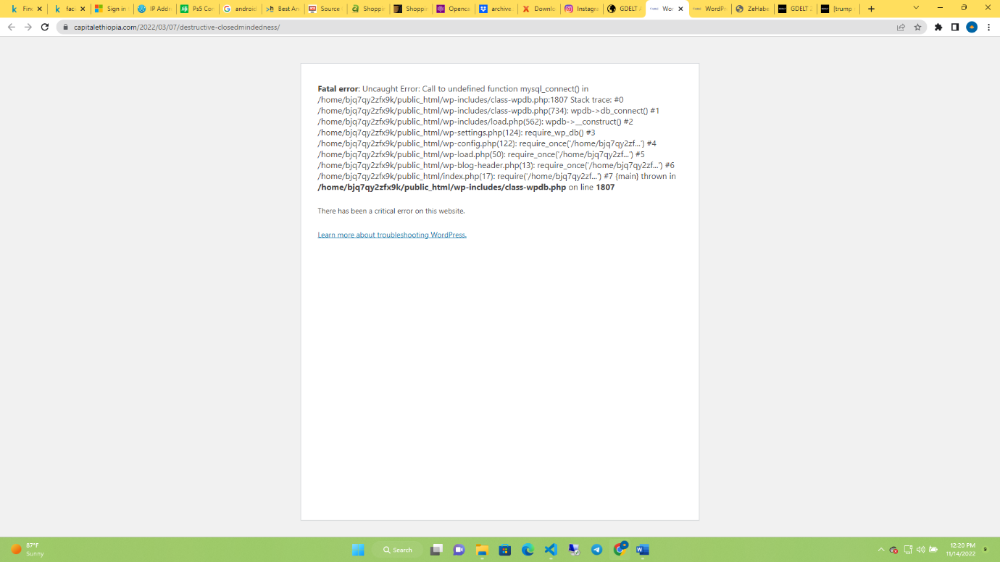 Find
face
Sign in
IP Addr
Ps5 Coo
android
Best An
Source
Shoppin
Shoppin
Openca
archive.
Downlo
Instagra
GDELT
Wor
WordPr
ZeHabe
GDELT
[trump
capitalethiopia.com/2022/03/07/destructive-closedmindedness/
Fatal error: Uncaught Error: Call to undefined function mysql_connect() in
/home/bjq7qy2zfx9k/public_html/wp-includes/class-wpdb.php:1807 Stack trace: #0
/home/bjq7qy2zfx9k/public_html/wp-includes/class-wpdb.php(734): wpdb->db_connect() #1
/home/bjq7qy2zfx9k/public_html/wp-includes/load.php(562): wpdb->__construct() #2
/home/bjq7qy2zfx9k/public_html/wp-settings.php(124): require_wp_db() #3
/home/bjq7qy2zfx9k/public_html/wp-config.php(122): require_once('/home/bjq7qy2zf...') #4
/home/bjq7qy2zfx9k/public_html/wp-load.php(50): require_once('/home/bjq7qy2zf...') #5
/home/bjq7qy2zfx9k/public_html/wp-blog-header.php(13): require_once('/home/bjq7qy2zf...') #6
/home/bjq7qy2zfx9k/public_html/index.php(17): require('/home/bjq7qy2zf...') #7 {main} thrown in
/home/bjq7qy2zfx9k/public_html/wp-includes/class-wpdb.php on line 1807
There has been a critical error on this website.
Learn more about troubleshooting WordPress.
87°F
Sunny
Search
12:20 PM
11/14/2022